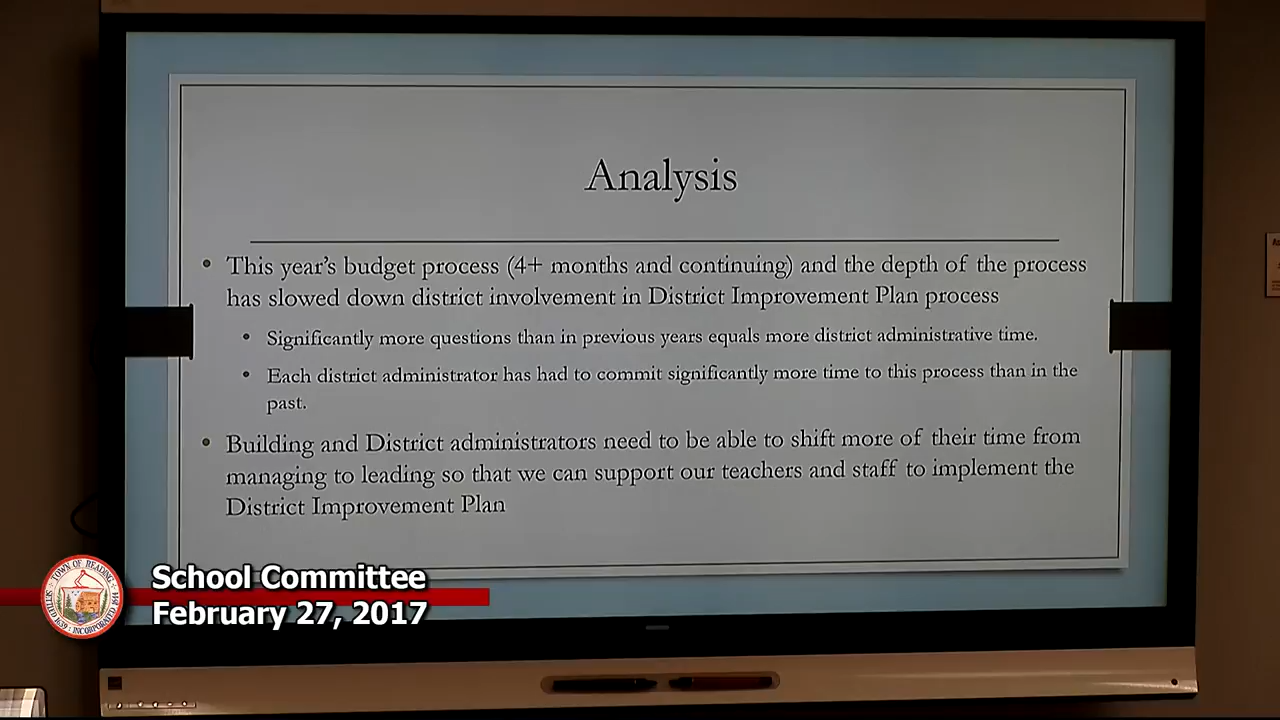 Analysis
• This year's budget process (4+ months and continuing) and the depth of the process
has slowed down district involvement in District Improvement Plan process
• Significantly more questions than in previous years equals more district administrative time.
• Each district administrator has had to commit significantly more time to this process than in the
past.
• Building and District administrators need to be able to shift more of their time from
managing to leading so that we can support our teachers and staff to implement the
District Improvement Plan
School Committee
February 27, 2017
TOWN OF READING